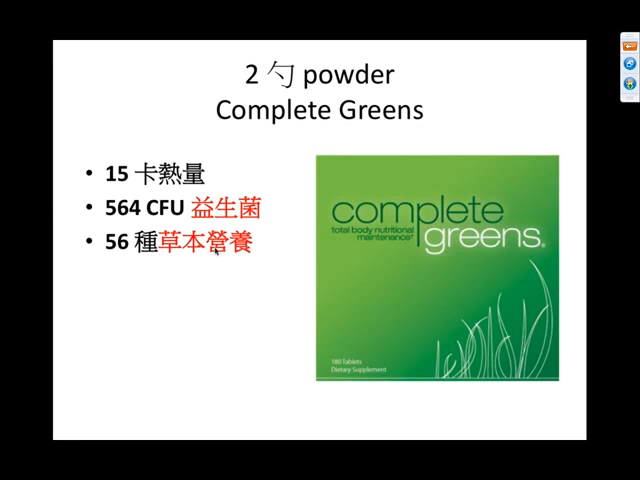 2 勺 powder
Complete Greens
• 15 卡熱量
• 564 CFU 益生菌
• 56 種草本營養
complete
total body nutritional
maintenance*
greens®
180 Tablets
Dietary Supplement